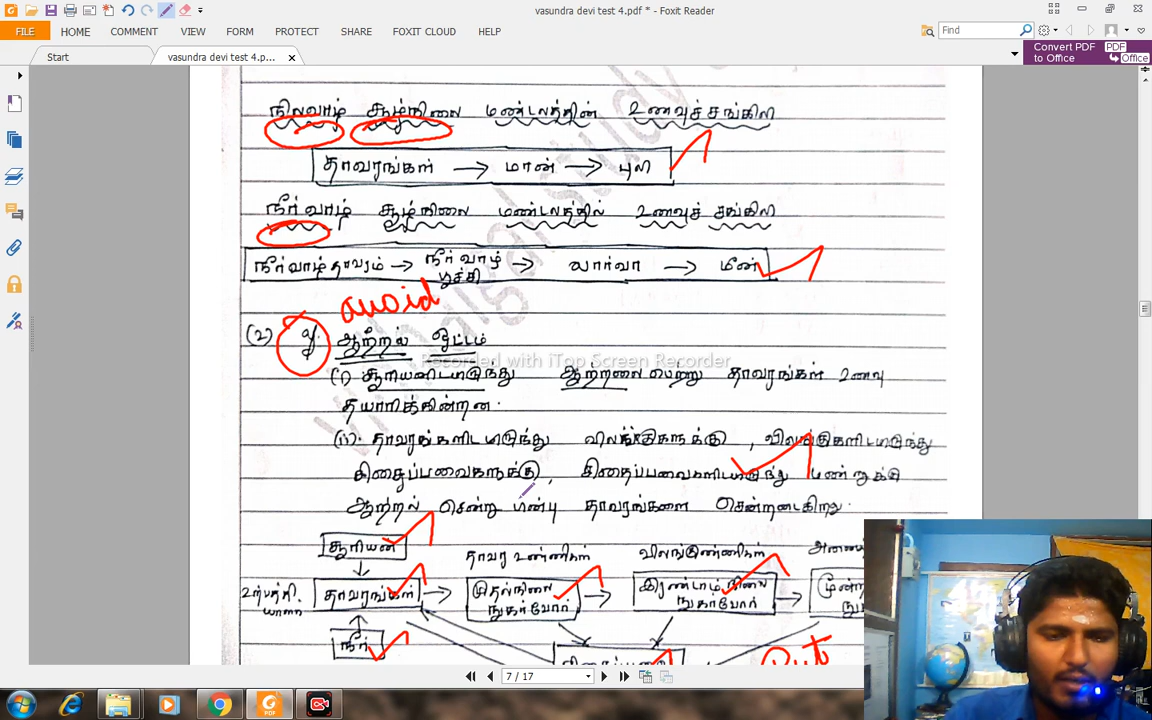 vasundra devi test 4.pdf * - Foxit Reader
FILE HOME COMMENT VIEW FORM PROTECT SHARE FOXIT CLOUD HELP
Find
Start vasundra devi test 4.p...
Convert PDF to Office
PDF
Office
நிலவாழ் சூழ்நிலை மண்டலத்தின் உணவுச் சங்கிலி
தாவரங்கள் → மான் → புலி
நீர்வாழ் சூழ்நிலை மண்டலத்தில் உணவுச் சங்கிலி
நீர்வாழ் தாவரம் → நீர் வாழ் பூச்சி → லார்வா → மீன்
avoid
(2) ஆற்றல் ஓட்டம்
Recorded with iTop Screen Recorder
(i) சூரியனிடமிருந்து ஆற்றலை பெற்று தாவரங்கள் உணவு
தயாரிக்கின்றன.
(ii). தாவரங்களிடமிருந்து விலங்குகளுக்கு, விலங்குகளிடமிருந்து
சிதைப்பவைகளுக்கு, சிதைப்பவைகளிடமிருந்து மண்ணுக்கு
ஆற்றல் சென்று பின்பு தாவரங்களை சென்றடைகிறது.
சூரியன் தாவர உண்ணிகள் விலங்குண்ணிகள்
தாவரங்கள் → முதல்நிலை நுகர்வோர் → இரண்டாம் நிலை நுகர்வோர் →
நீர்
7 / 17
PDF